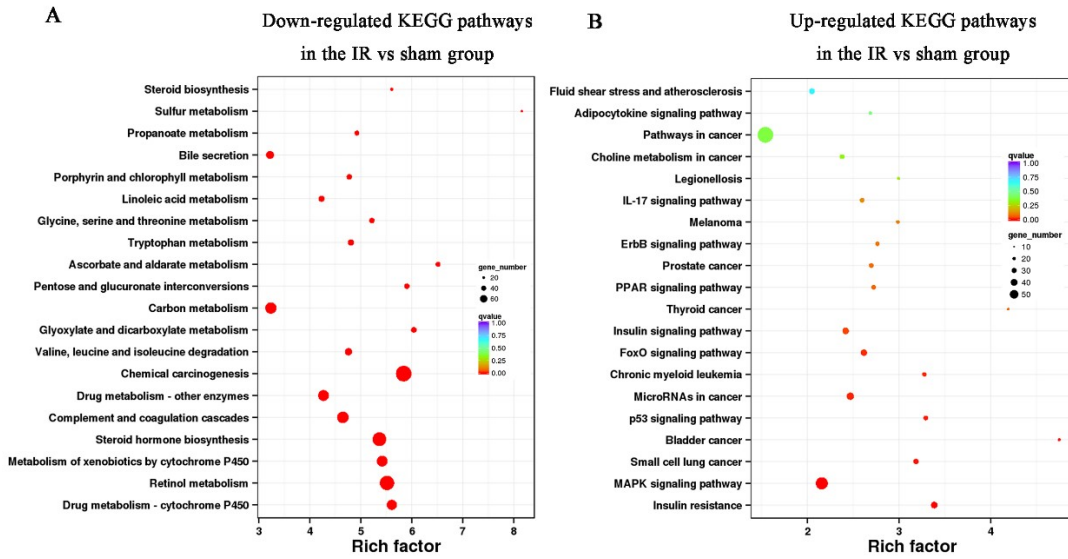 A
Down-regulated KEGG pathways
in the IR vs sham group
Steroid biosynthesis
Sulfur metabolism
Propanoate metabolism
Bile secretion
Porphyrin and chlorophyll metabolism
Linoleic acid metabolism
Glycine, serine and threonine metabolism
Tryptophan metabolism
Ascorbate and aldarate metabolism
Pentose and glucuronate interconversions
Carbon metabolism
Glyoxylate and dicarboxylate metabolism
Valine, leucine and isoleucine degradation
Chemical carcinogenesis
Drug metabolism - other enzymes
Complement and coagulation cascades
Steroid hormone biosynthesis
Metabolism of xenobiotics by cytochrome P450
Retinol metabolism
Drug metabolism - cytochrome P450
gene_number
20
40
60
qvalue
1.00
0.75
0.50
0.25
0.00
3 4 5 6 7 8
Rich factor
B
Up-regulated KEGG pathways
in the IR vs sham group
Fluid shear stress and atherosclerosis
Adipocytokine signaling pathway
Pathways in cancer
Choline metabolism in cancer
Legionellosis
IL-17 signaling pathway
Melanoma
ErbB signaling pathway
Prostate cancer
PPAR signaling pathway
Thyroid cancer
Insulin signaling pathway
FoxO signaling pathway
Chronic myeloid leukemia
MicroRNAs in cancer
p53 signaling pathway
Bladder cancer
Small cell lung cancer
MAPK signaling pathway
Insulin resistance
qvalue
1.00
0.75
0.50
0.25
0.00
gene_number
10
20
30
40
50
2 3 4
Rich factor